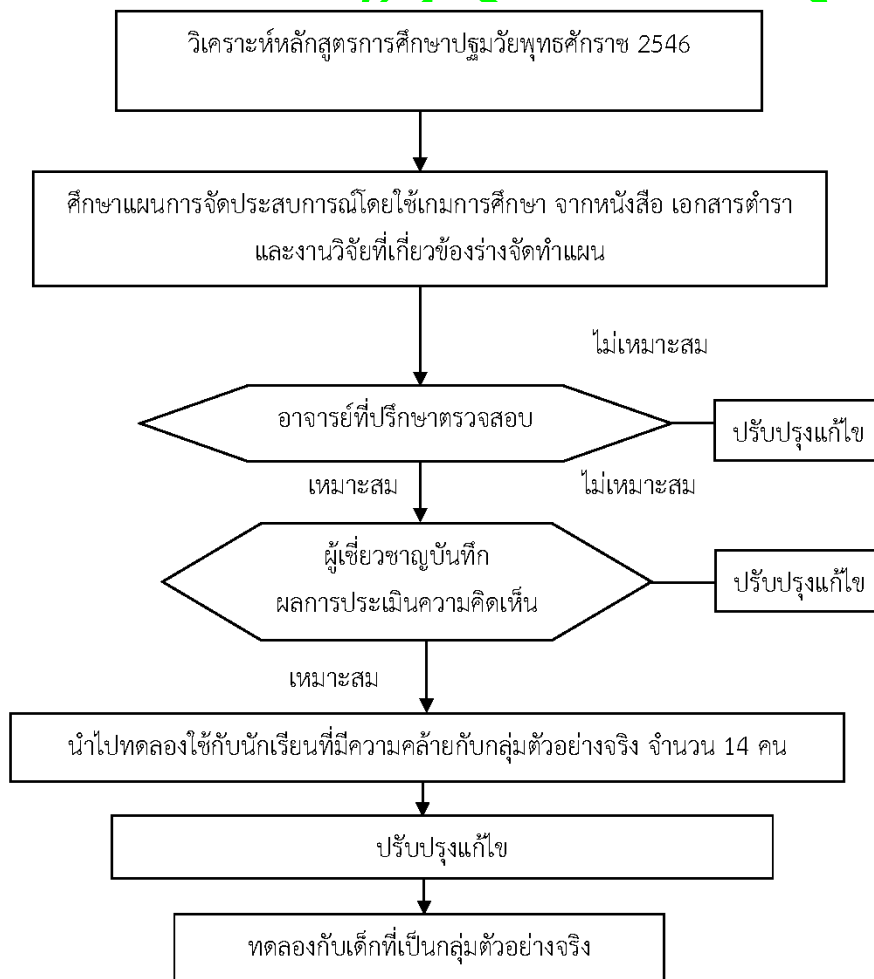 วิเคราะห์หลักสูตรการศึกษาปฐมวัยพุทธศักราช 2546
ศึกษาแผนการจัดประสบการณ์โดยใช้เกมการศึกษา จากหนังสือ เอกสารตำรา
และงานวิจัยที่เกี่ยวข้องร่างจัดทำแผน
ไม่เหมาะสม
อาจารย์ที่ปรึกษาตรวจสอบ
ปรับปรุงแก้ไข
เหมาะสม
ไม่เหมาะสม
ผู้เชี่ยวชาญบันทึก
ผลการประเมินความคิดเห็น
ปรับปรุงแก้ไข
เหมาะสม
นำไปทดลองใช้กับนักเรียนที่มีความคล้ายกับกลุ่มตัวอย่างจริง จำนวน 14 คน
ปรับปรุงแก้ไข
ทดลองกับเด็กที่เป็นกลุ่มตัวอย่างจริง